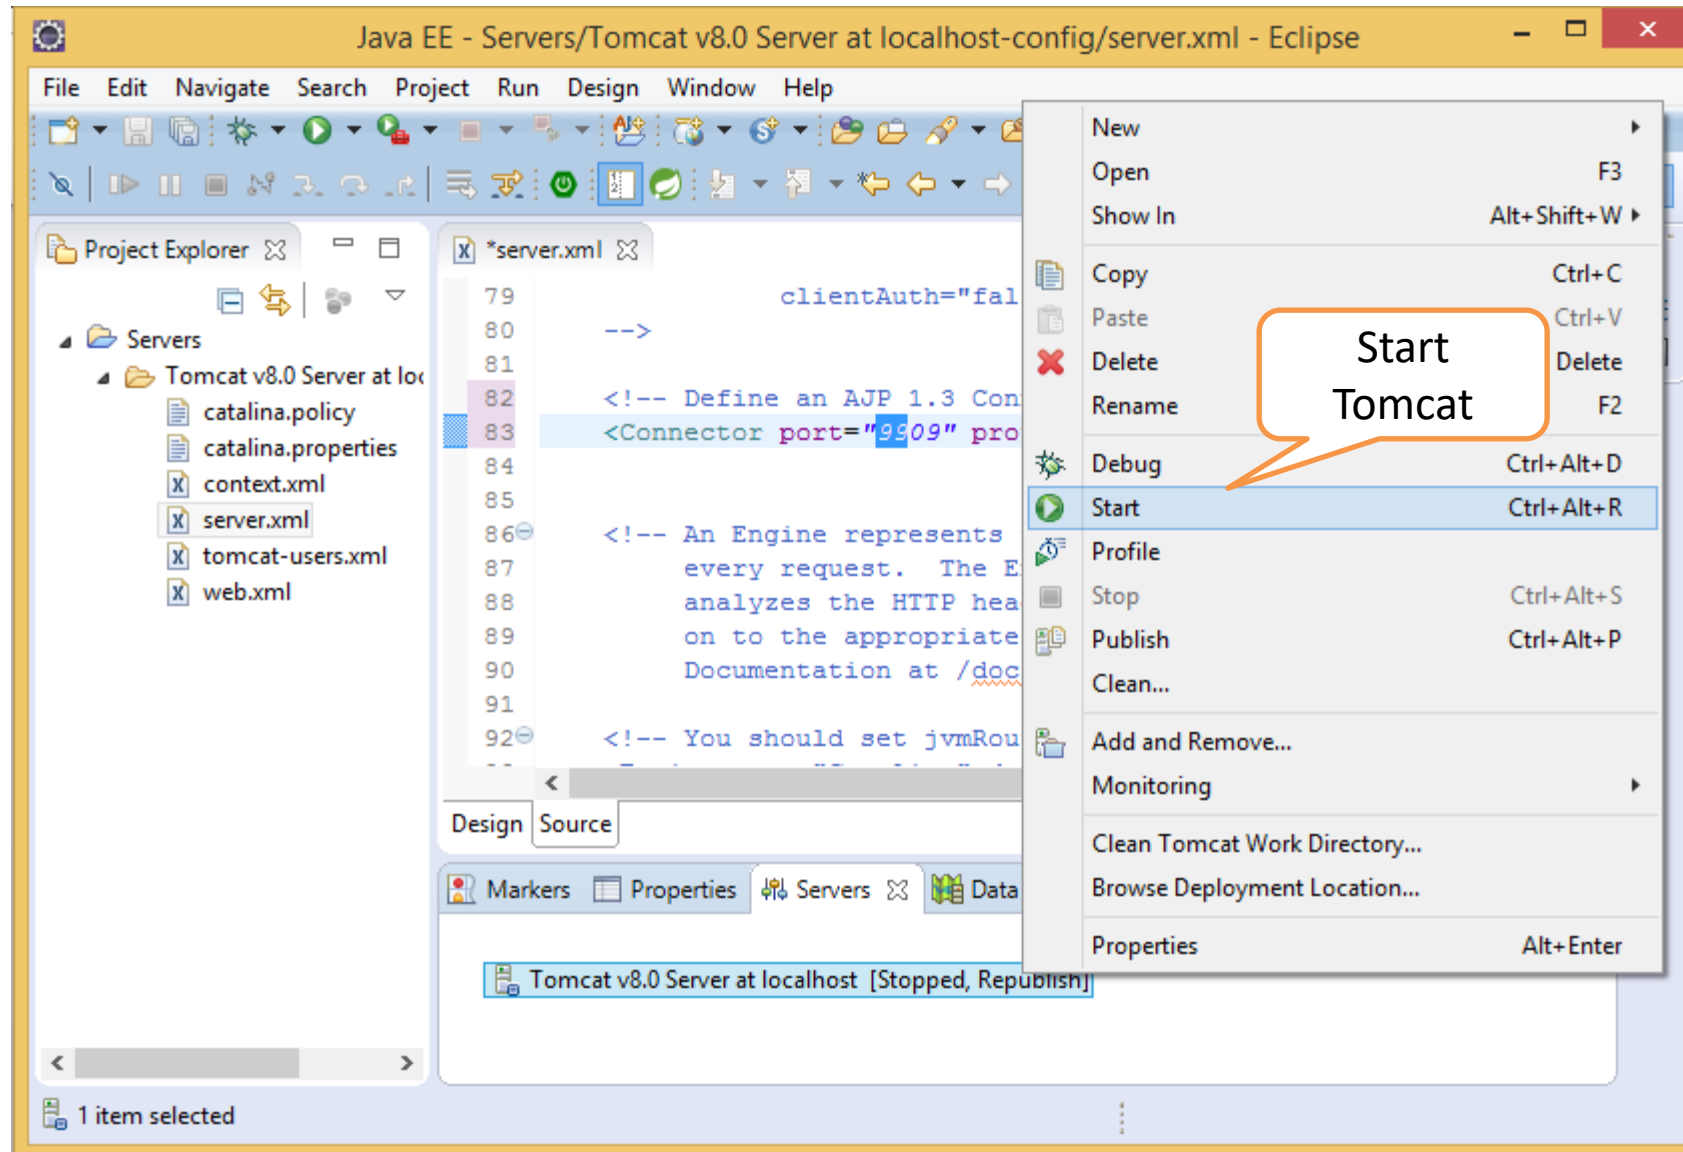 Java EE - Servers/Tomcat v8.0 Server at localhost-config/server.xml - Eclipse
File Edit Navigate Search Project Run Design Window Help
Project Explorer
Servers
Tomcat v8.0 Server at loc
catalina.policy
catalina.properties
context.xml
server.xml
tomcat-users.xml
web.xml
*server.xml
79 clientAuth="fal
80 -->
81
82 <!-- Define an AJP 1.3 Con
83 <Connector port="9909" pro
84
85
86 <!-- An Engine represents
87 every request. The E
88 analyzes the HTTP hea
89 on to the appropriate
90 Documentation at /doc
91
92 <!-- You should set jvmRou
Design Source
Markers Properties Servers Data
Tomcat v8.0 Server at localhost [Stopped, Republish]
New
Open F3
Show In Alt+Shift+W
Copy Ctrl+C
Paste Ctrl+V
Delete Delete
Rename F2
Debug Ctrl+Alt+D
Start Ctrl+Alt+R
Profile
Stop Ctrl+Alt+S
Publish Ctrl+Alt+P
Clean...
Add and Remove...
Monitoring
Clean Tomcat Work Directory...
Browse Deployment Location...
Properties Alt+Enter
Start
Tomcat
1 item selected